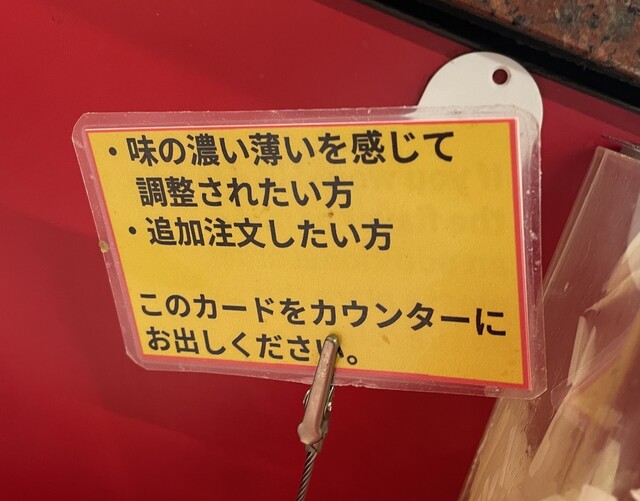 ・味の濃い薄いを感じて
調整されたい方
・追加注文したい方
このカードをカウンターに
お出しください。